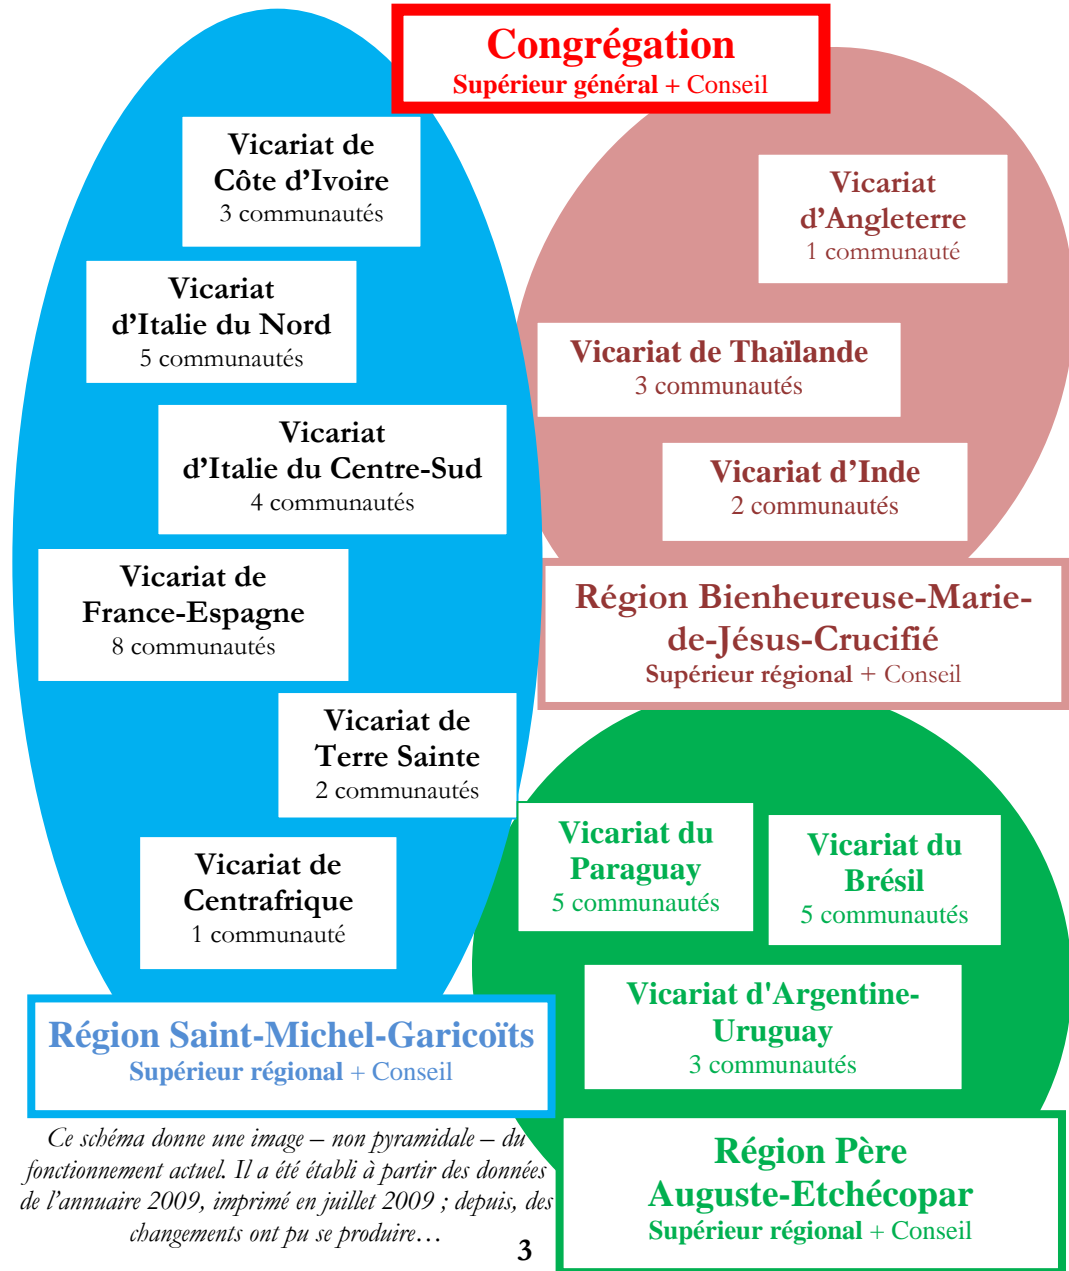 Congrégation
Supérieur général + Conseil
Vicariat de
Côte d’Ivoire
3 communautés
Vicariat
d’Italie du Nord
5 communautés
Vicariat
d’Italie du Centre-Sud
4 communautés
Vicariat de
France-Espagne
8 communautés
Vicariat de
Terre Sainte
2 communautés
Vicariat de
Centrafrique
1 communauté
Région Saint-Michel-Garicoïts
Supérieur régional + Conseil
Vicariat
d’Angleterre
1 communauté
Vicariat de Thaïlande
3 communautés
Vicariat d’Inde
2 communautés
Région Bienheureuse-Marie-
de-Jésus-Crucifié
Supérieur régional + Conseil
Vicariat du
Paraguay
5 communautés
Vicariat du
Brésil
5 communautés
Vicariat d'Argentine-
Uruguay
3 communautés
Région Père
Auguste-Etchécopar
Supérieur régional + Conseil
Ce schéma donne une image – non pyramidale – du
fonctionnement actuel. Il a été établi à partir des données
de l’annuaire 2009, imprimé en juillet 2009 ; depuis, des
changements ont pu se produire…
3